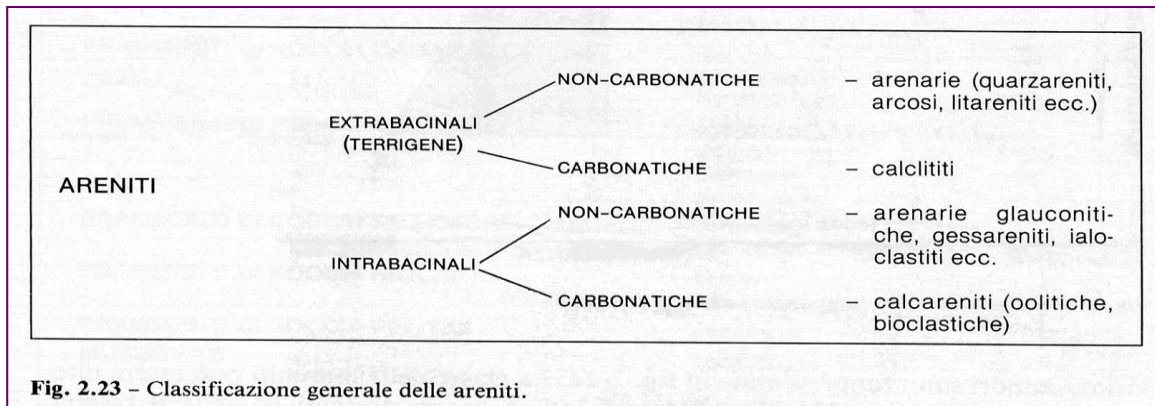 NON-CARBONATICHE – arenarie (quarzareniti,
arcosi, litareniti ecc.)
EXTRABACINALI
(TERRIGENE)
CARBONATICHE – calclititi
ARENITI
NON-CARBONATICHE – arenarie glauconiti-
che, gessareniti, ialo-
clastiti ecc.
INTRABACINALI
CARBONATICHE – calcareniti (oolitiche,
bioclastiche)
Fig. 2.23 – Classificazione generale delle areniti.